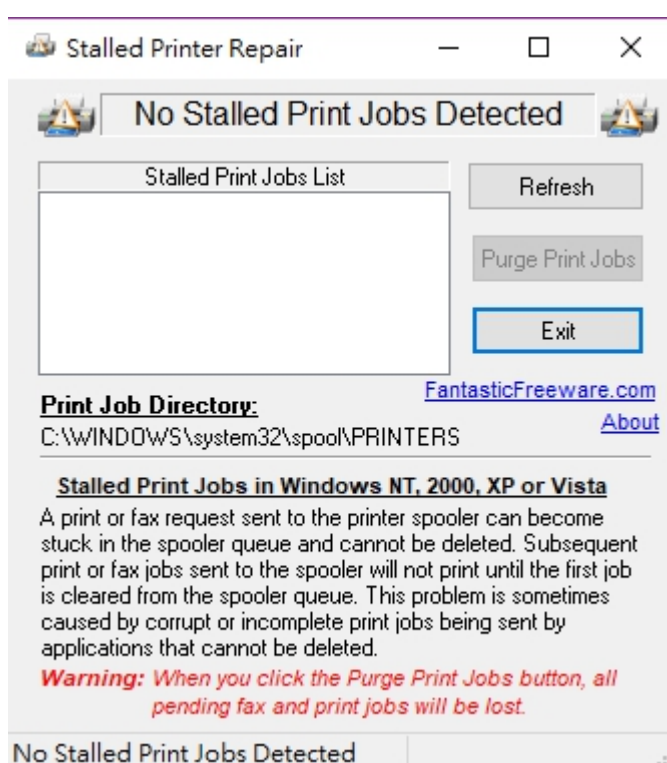 Stalled Printer Repair
No Stalled Print Jobs Detected
Stalled Print Jobs List
Refresh
Purge Print Jobs
Exit
FantasticFreeware.com
Print Job Directory:
About
C:\WINDOWS\system32\spool\PRINTERS
Stalled Print Jobs in Windows NT, 2000, XP or Vista
A print or fax request sent to the printer spooler can become
stuck in the spooler queue and cannot be deleted. Subsequent
print or fax jobs sent to the spooler will not print until the first job
is cleared from the spooler queue. This problem is sometimes
caused by corrupt or incomplete print jobs being sent by
applications that cannot be deleted.
Warning: When you click the Purge Print Jobs button, all
pending fax and print jobs will be lost.
No Stalled Print Jobs Detected